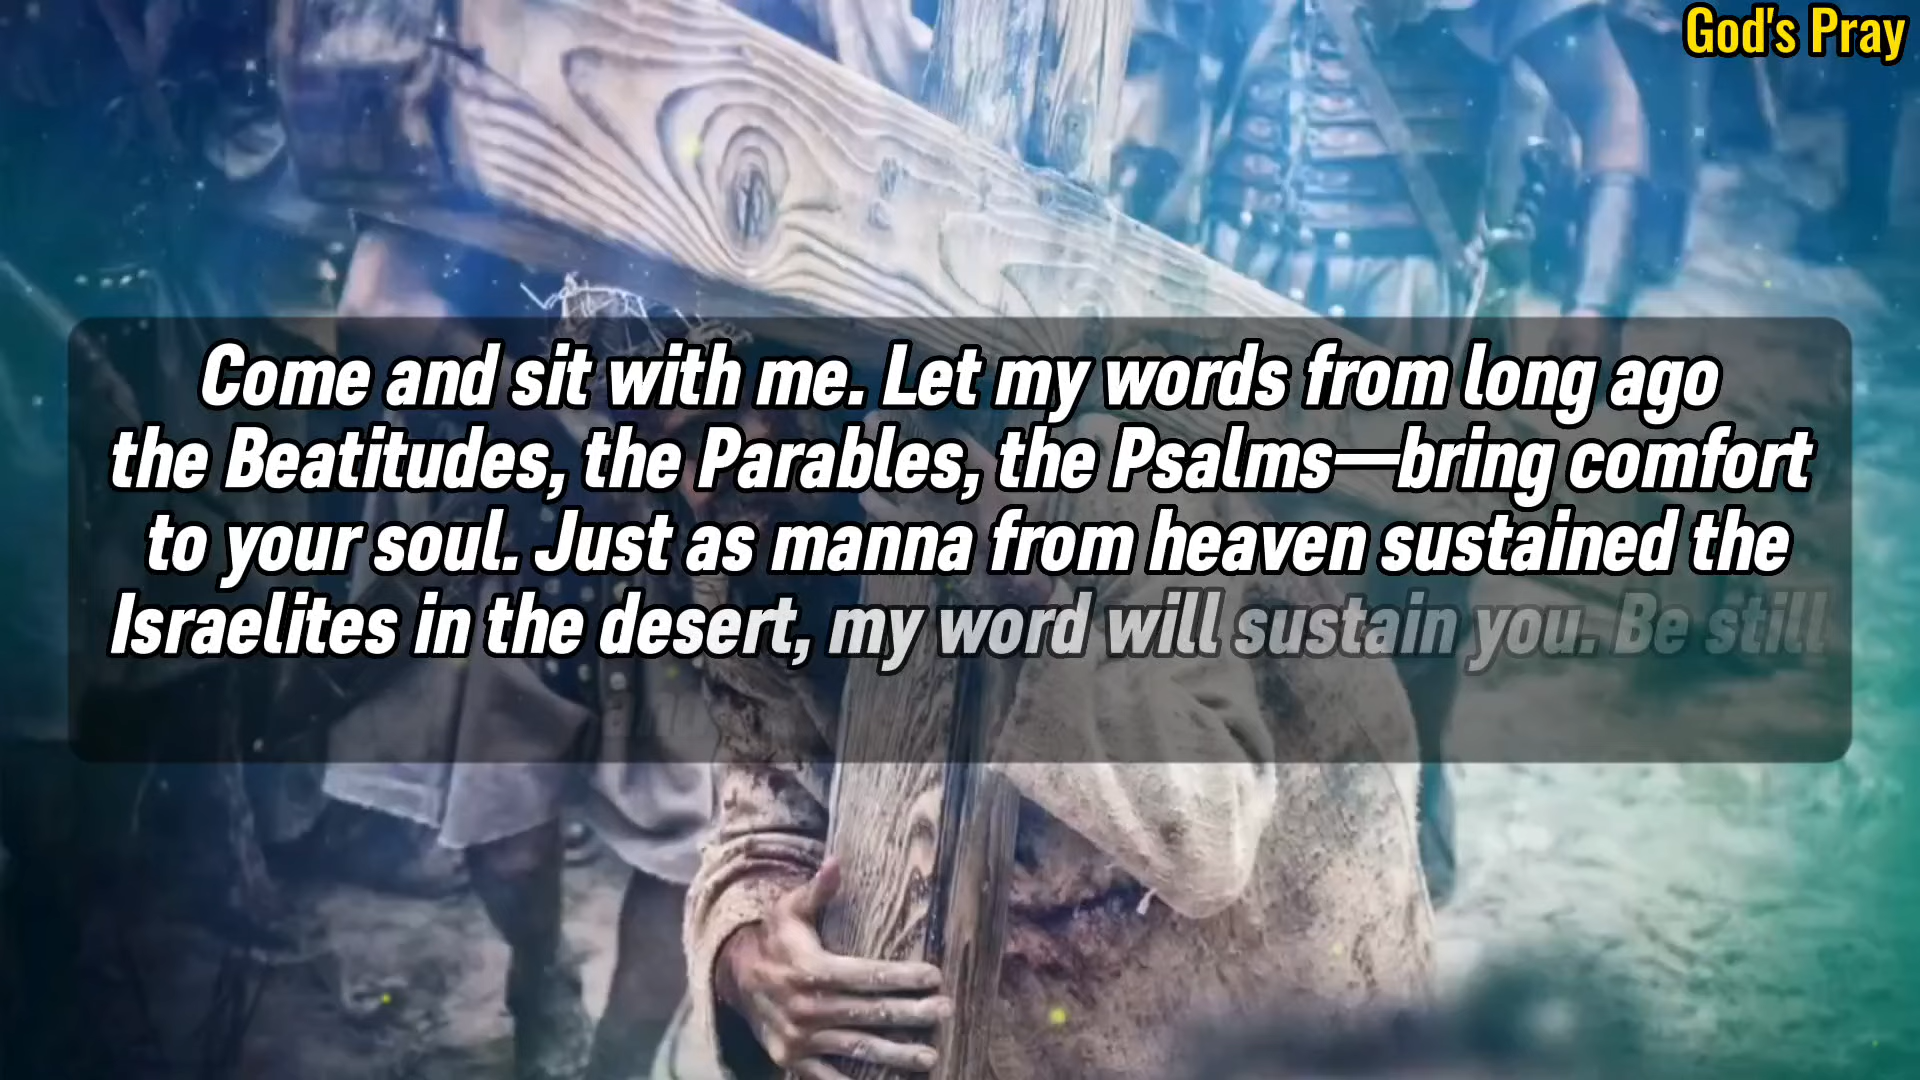 God's Pray
Come and sit with me. Let my words from long ago
the Beatitudes, the Parables, the Psalms—bring comfort
to your soul. Just as manna from heaven sustained the
Israelites in the desert, my word will sustain you. Be still